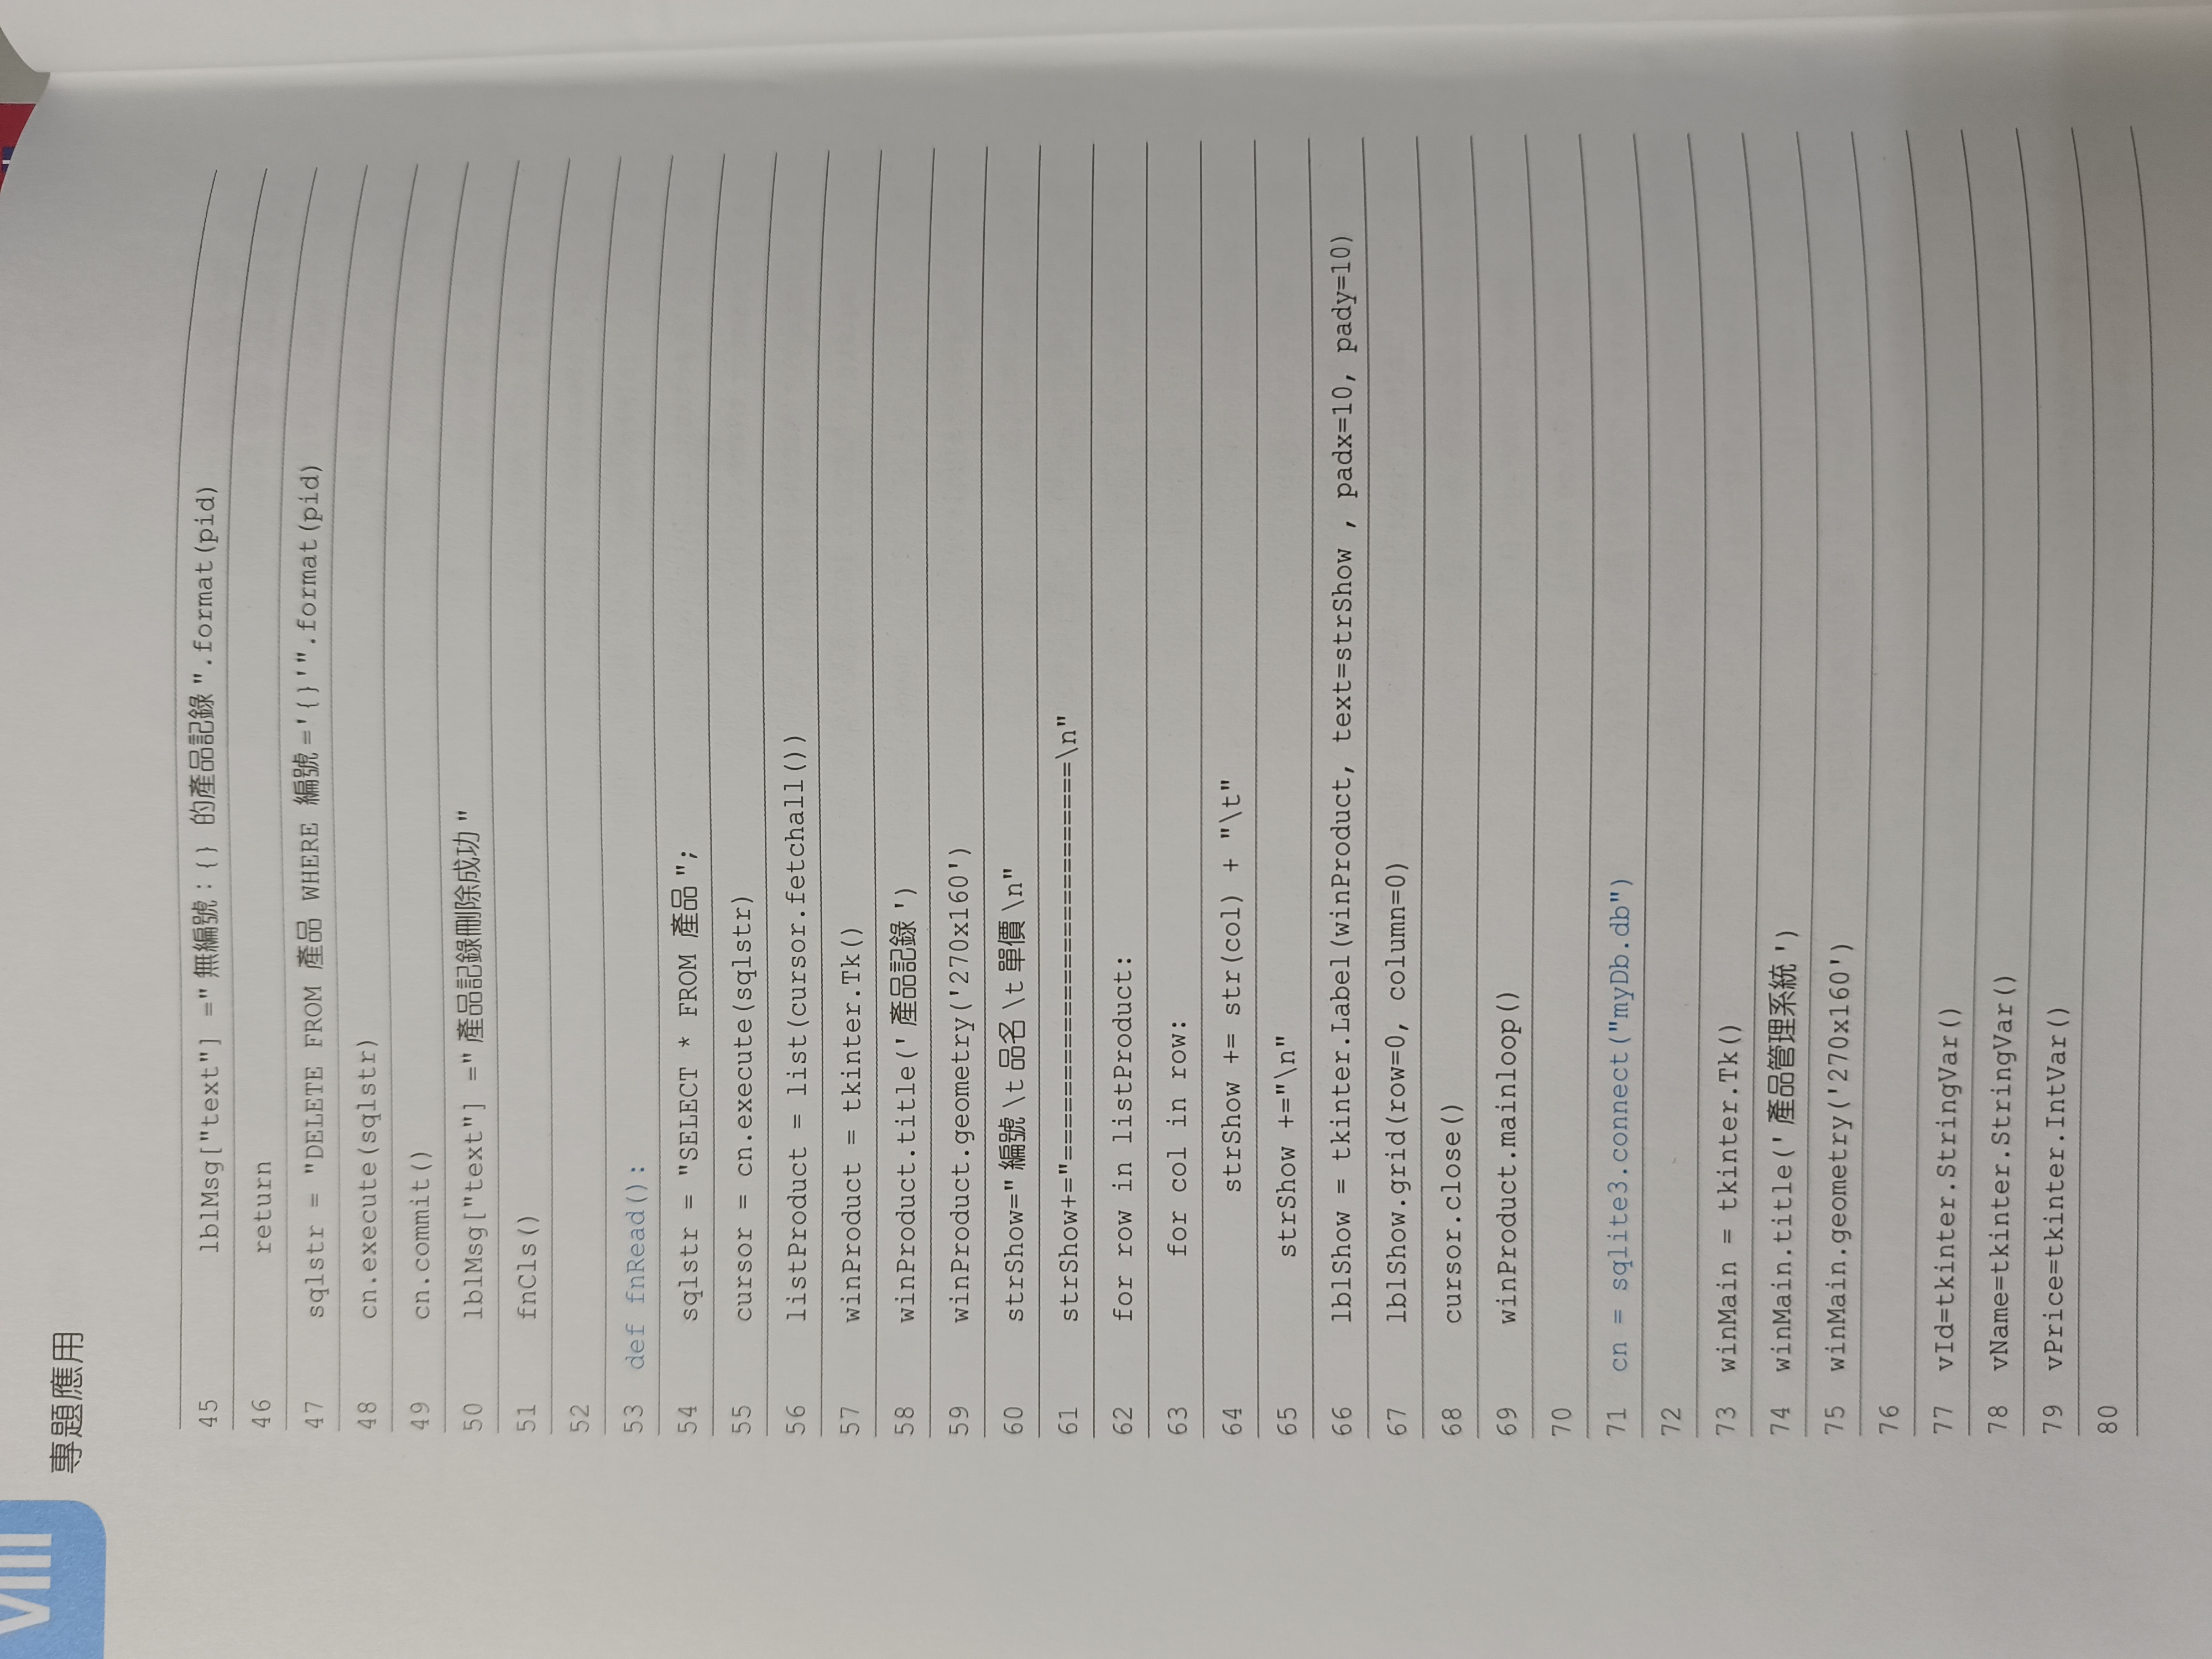 VIII
專題應用
45 lblMsg["text"] =" 無編號：{} 的產品記錄 ".format(pid)
46 return
47 sqlstr = "DELETE FROM 產品 WHERE 編號 ='{}'".format(pid)
48 cn.execute(sqlstr)
49 cn.commit()
50 lblMsg["text"] =" 產品記錄刪除成功 "
51 fnCls()
52
53 def fnRead():
54 sqlstr = "SELECT * FROM 產品 ";
55 cursor = cn.execute(sqlstr)
56 listProduct = list(cursor.fetchall())
57 winProduct = tkinter.Tk()
58 winProduct.title(' 產品記錄 ')
59 winProduct.geometry('270x160')
60 strShow=" 編號 \t 品名 \t 單價 \n"
61 strShow+="=========================\n"
62 for row in listProduct:
63 for col in row:
64 strShow += str(col) + "\t"
65 strShow +="\n"
66 lblShow = tkinter.Label(winProduct, text=strShow , padx=10, pady=10)
67 lblShow.grid(row=0, column=0)
68 cursor.close()
69 winProduct.mainloop()
70
71 cn = sqlite3.connect("myDb.db")
72
73 winMain = tkinter.Tk()
74 winMain.title(' 產品管理系統 ')
75 winMain.geometry('270x160')
76
77 vId=tkinter.StringVar()
78 vName=tkinter.StringVar()
79 vPrice=tkinter.IntVar()
80